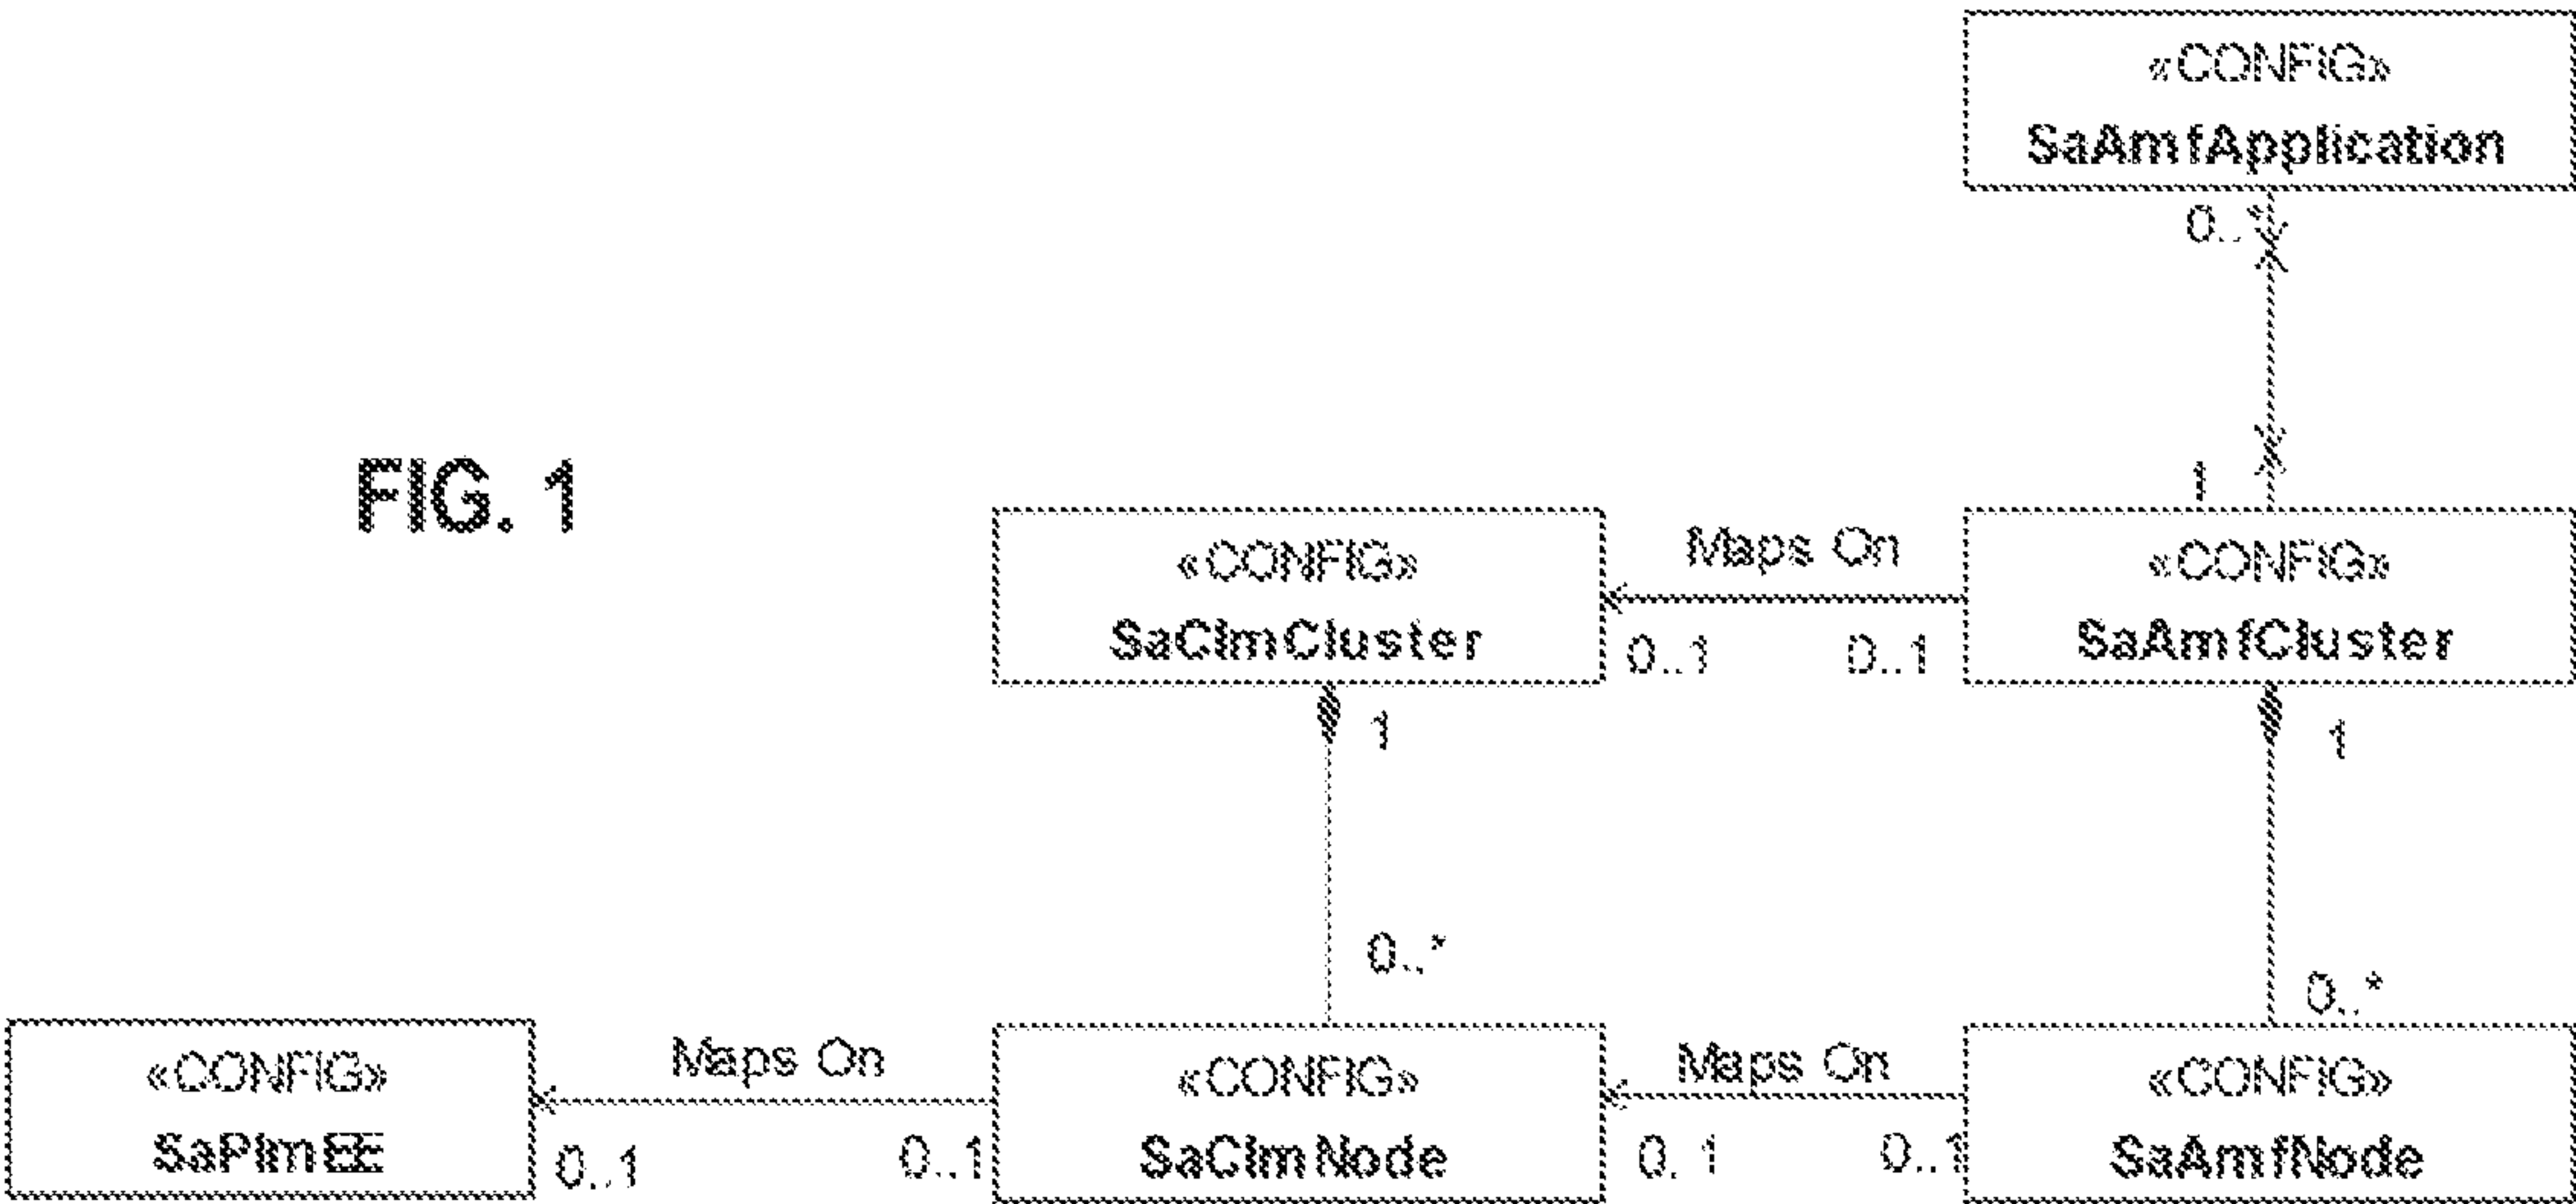 «CONFIG»
SaAmfApplication
0..*
FIG. 1
1
«CONFIG»
SaClmCluster
Maps On
0..1
0..1
«CONFIG»
SaAmfCluster
1
1
0..*
0..*
«CONFIG»
SaPlmEE
Maps On
0..1
0..1
«CONFIG»
SaClmNode
Maps On
0..1
0..1
«CONFIG»
SaAmfNode